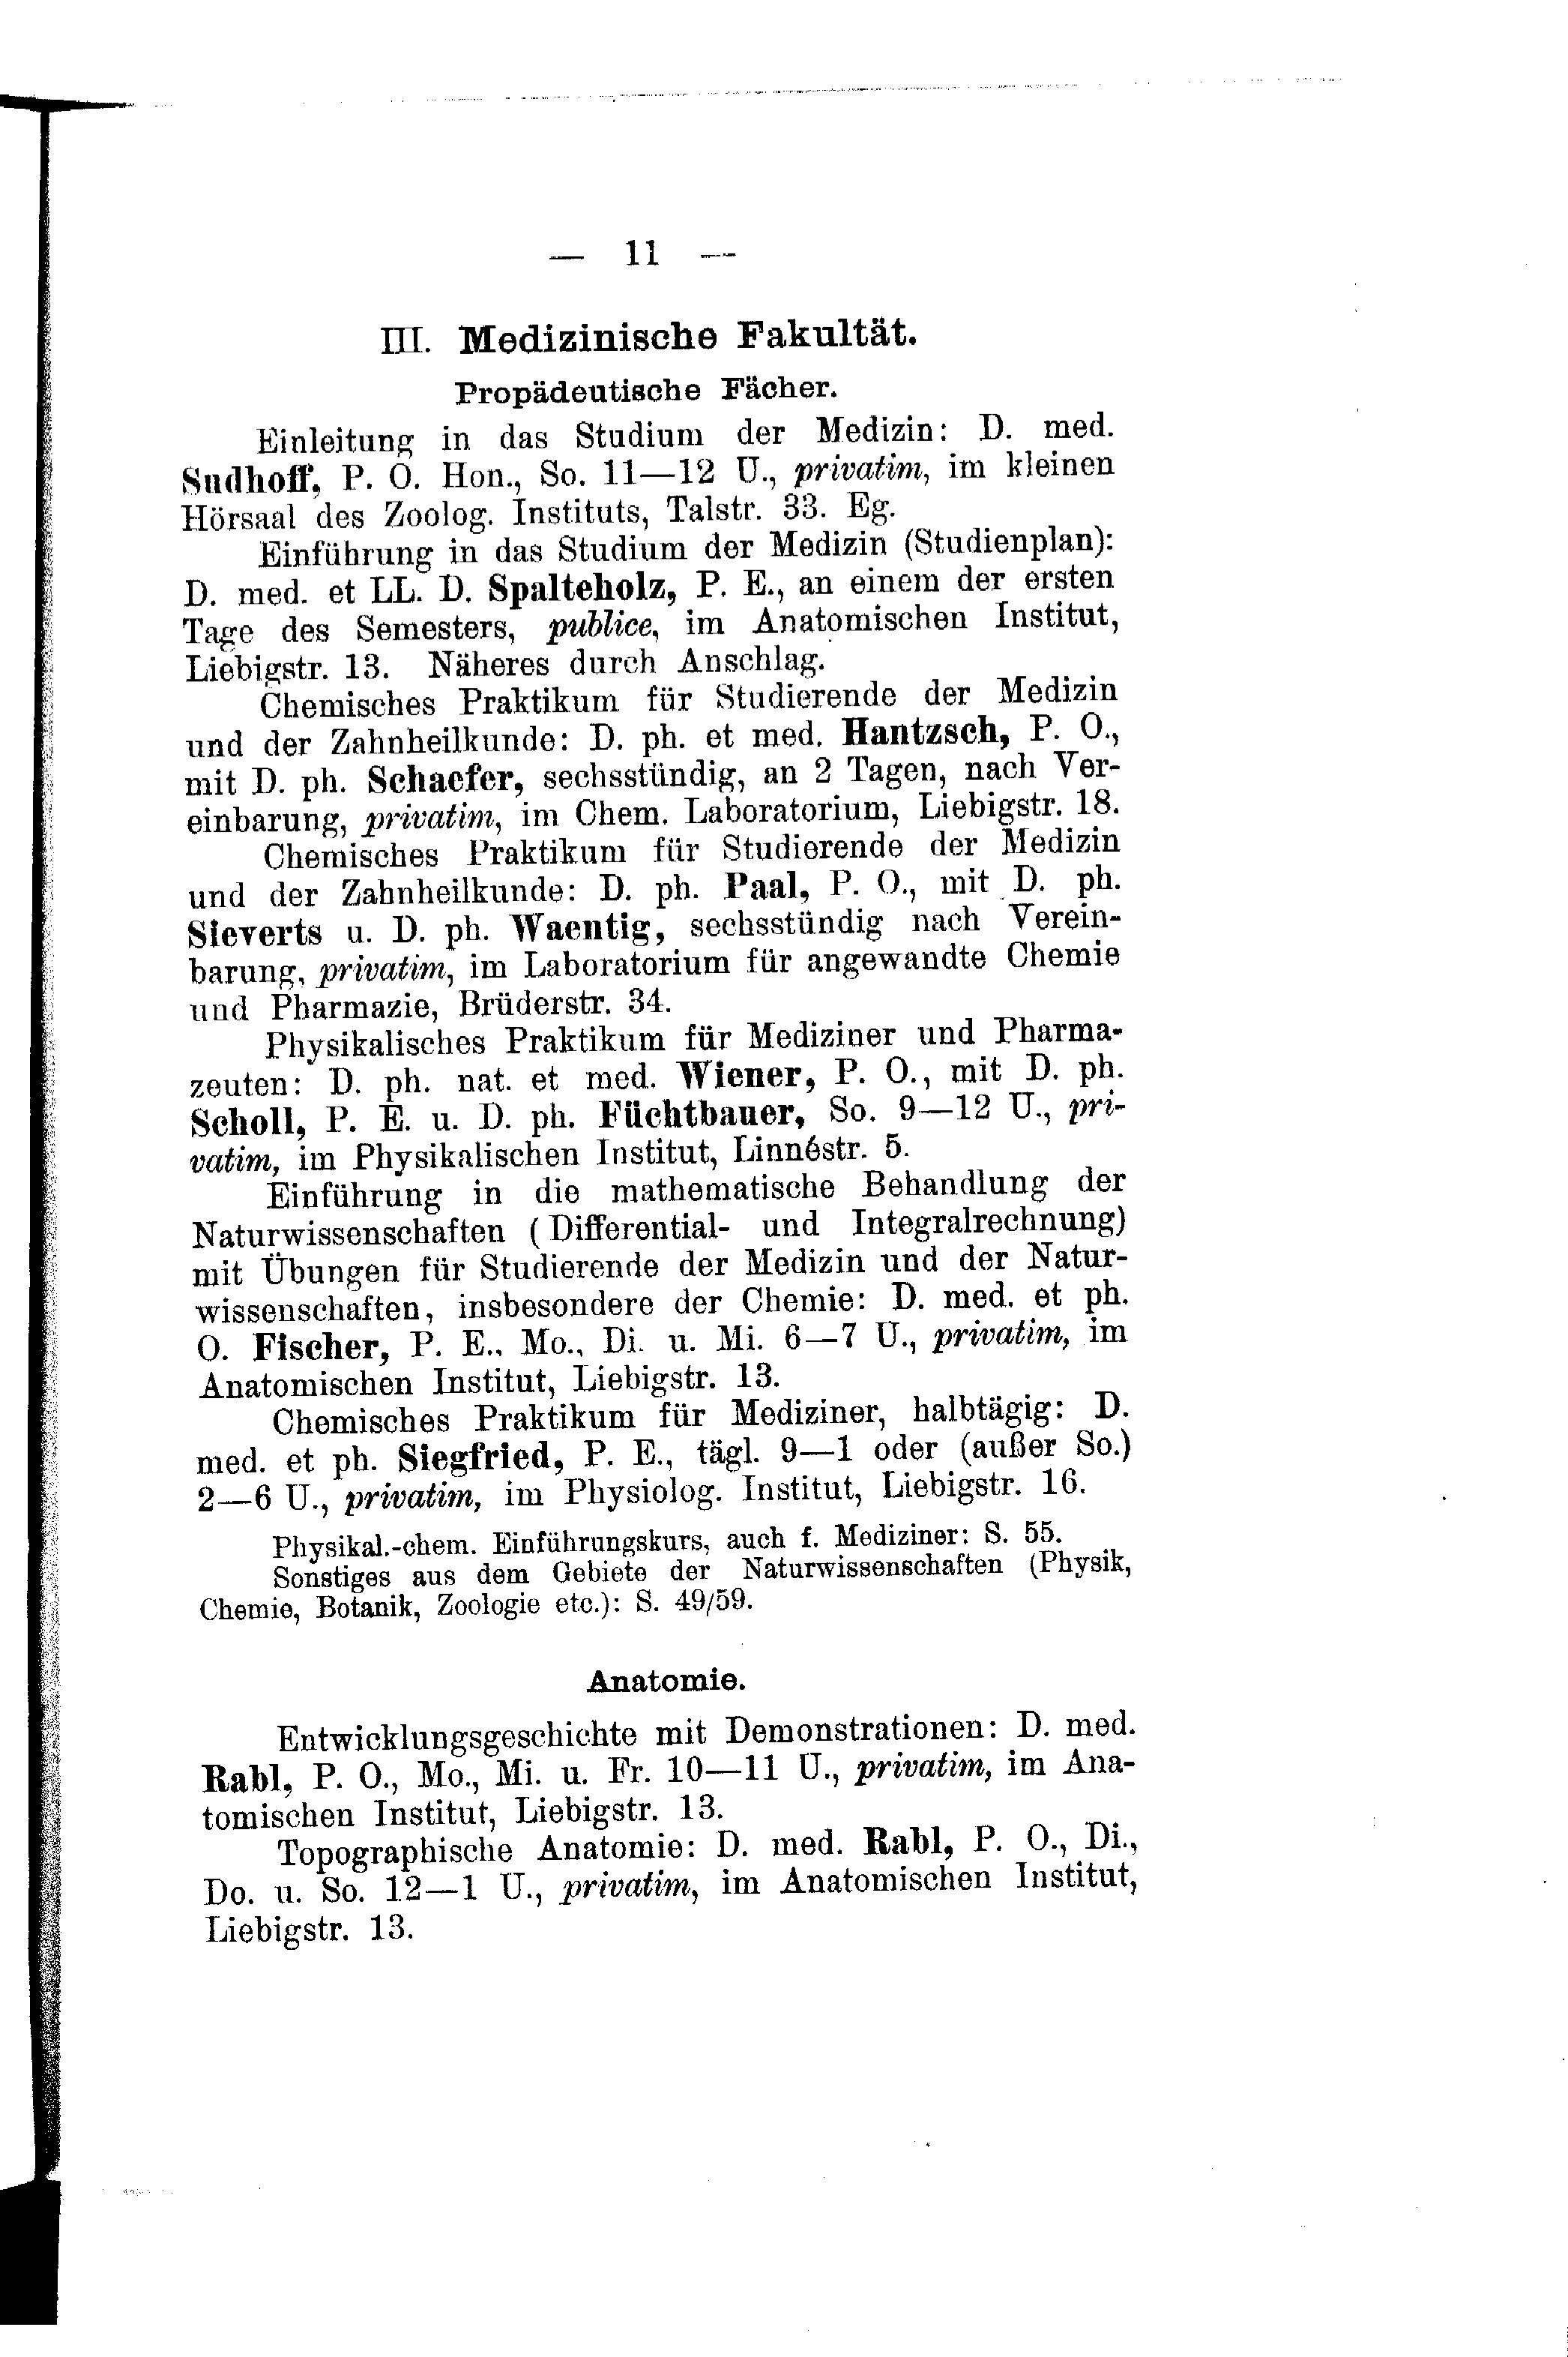 — 11 —
III. Medizinische Fakultät.
Propädeutische Fächer.
Einleitung in das Studium der Medizin: D. med.
Sudhoff, P. O. Hon., So. 11—12 U., privatim, im kleinen
Hörsaal des Zoolog. Instituts, Talstr. 33. Eg.
Einführung in das Studium der Medizin (Studienplan):
D. med. et LL. D. Spalteholz, P. E., an einem der ersten
Tage des Semesters, publice, im Anatomischen Institut,
Liebigstr. 13. Näheres durch Anschlag.
Chemisches Praktikum für Studierende der Medizin
und der Zahnheilkunde: D. ph. et med. Hantzsch, P. O.,
mit D. ph. Schaefer, sechsstündig, an 2 Tagen, nach Ver-
einbarung, privatim, im Chem. Laboratorium, Liebigstr. 18.
Chemisches Praktikum für Studierende der Medizin
und der Zahnheilkunde: D. ph. Paal, P. O., mit D. ph.
Sieverts u. D. ph. Waentig, sechsstündig nach Verein-
barung, privatim, im Laboratorium für angewandte Chemie
und Pharmazie, Brüderstr. 34.
Physikalisches Praktikum für Mediziner und Pharma-
zeuten: D. ph. nat. et med. Wiener, P. O., mit D. ph.
Scholl, P. E. u. D. ph. Füchtbauer, So. 9—12 U., pri-
vatim, im Physikalischen Institut, Linnéstr. 5.
Einführung in die mathematische Behandlung der
Naturwissenschaften (Differential- und Integralrechnung)
mit Übungen für Studierende der Medizin und der Natur-
wissenschaften, insbesondere der Chemie: D. med. et ph.
O. Fischer, P. E., Mo., Di. u. Mi. 6—7 U., privatim, im
Anatomischen Institut, Liebigstr. 13.
Chemisches Praktikum für Mediziner, halbtägig: D.
med. et ph. Siegfried, P. E., tägl. 9—1 oder (außer So.)
2—6 U., privatim, im Physiolog. Institut, Liebigstr. 16.
Physikal.-chem. Einführungskurs, auch f. Mediziner: S. 55.
Sonstiges aus dem Gebiete der Naturwissenschaften (Physik,
Chemie, Botanik, Zoologie etc.): S. 49/59.
Anatomie.
Entwicklungsgeschichte mit Demonstrationen: D. med.
Rabl, P. O., Mo., Mi. u. Fr. 10—11 U., privatim, im Ana-
tomischen Institut, Liebigstr. 13.
Topographische Anatomie: D. med. Rabl, P. O., Di.,
Do. u. So. 12—1 U., privatim, im Anatomischen Institut,
Liebigstr. 13.